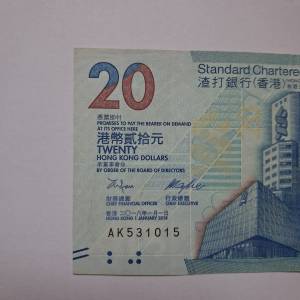 20
Standard Chartere
渣打銀行(香港)
憑票即付
PROMISES TO PAY THE BEARER ON DEMAND
AT ITS OFFICE HERE
港幣貳拾元
TWENTY
HONG KONG DOLLARS
承董事會命
BY ORDER OF THE BOARD OF DIRECTORS
財務總監 行政總裁
CHIEF FINANCIAL OFFICER CHIEF EXECUTIVE
香港二〇一八年一月一日
HONG KONG 1 JANUARY 2018
AK531015